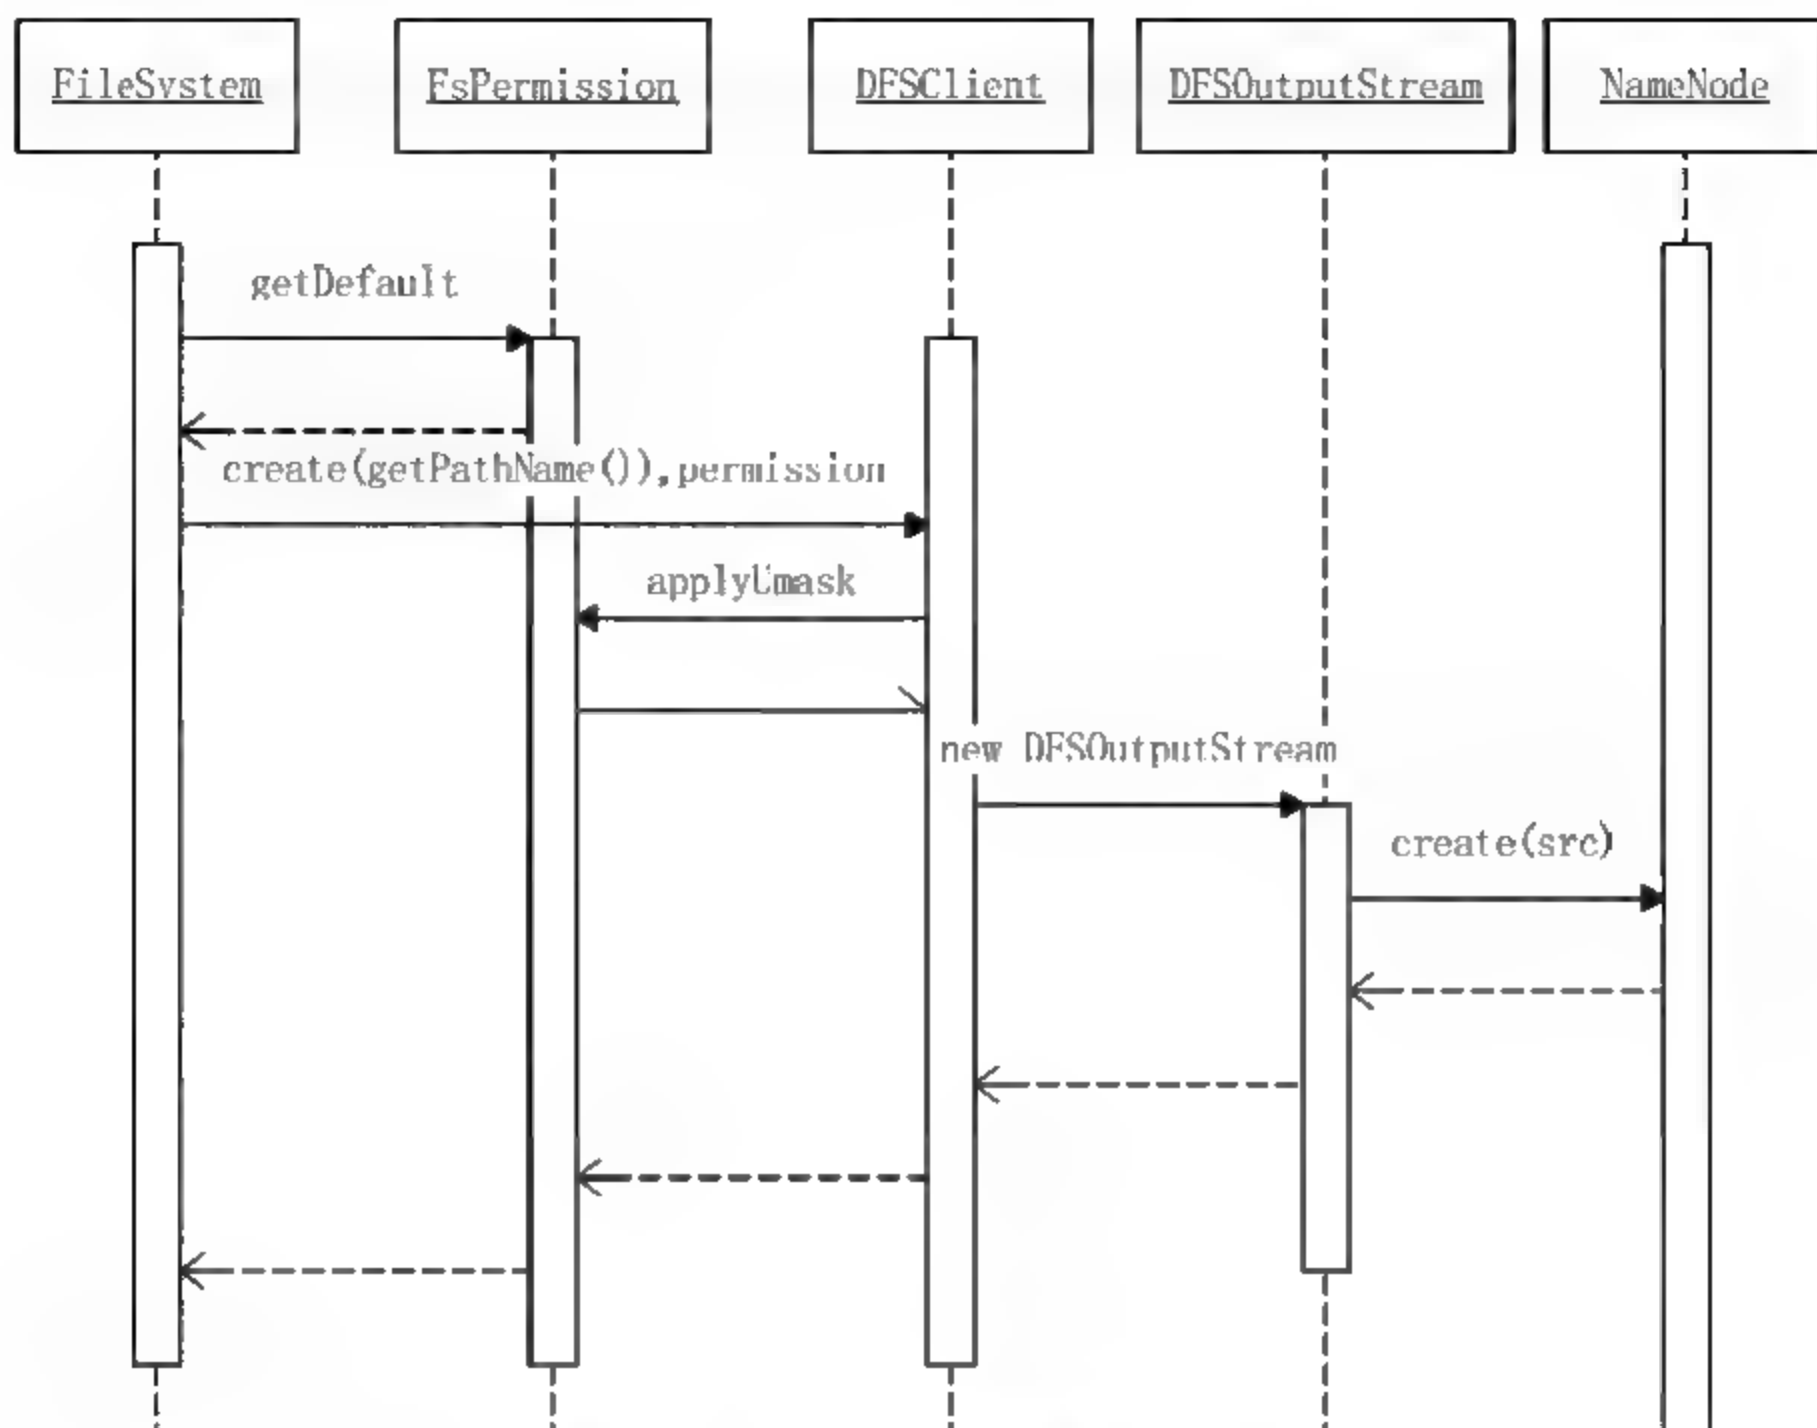 FileSystem
FsPermission
DFSClient
DFSOutputStream
NameNode
getDefault
create(getPathName()),permission
applyUmask
new DFSOutputStream
create(src)